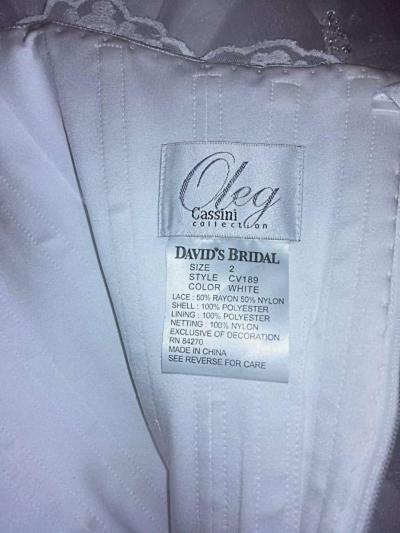 Oleg
Cassini
collection
DAVID'S BRIDAL
SIZE 2
STYLE CV189
COLOR WHITE
LACE : 50% RAYON 50% NYLON
SHELL : 100% POLYESTER
LINING : 100% POLYESTER
NETTING : 100% NYLON
EXCLUSIVE OF DECORATION
RN 84270
MADE IN CHINA
SEE REVERSE FOR CARE